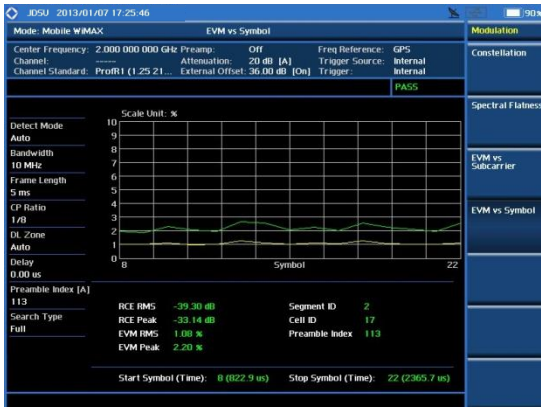 JDSU 2013/01/07 17:25:46
90%
Mode: Mobile WiMAX EVM vs Symbol
Modulation
Center Frequency: 2.000 000 000 GHz Preamp: Off Freq Reference: GPS
Channel: ----- Attenuation: 20 dB [A] Trigger Source: Internal
Channel Standard: ProfR1 (1.25 21... External Offset: 36.00 dB [On] Trigger: Internal
PASS
Constellation
Spectral Flatness
EVM vs
Subcarrier
EVM vs Symbol
Detect Mode
Auto
Bandwidth
10 MHz
Frame Length
5 ms
CP Ratio
1/8
DL Zone
Auto
Delay
0.00 us
Preamble Index [A]
113
Search Type
Full
Scale Unit: %
10
9
8
7
6
5
4
3
2
1
0
8 Symbol 22
RCE RMS -39.30 dB Segment ID 2
RCE Peak -33.14 dB Cell ID 17
EVM RMS 1.08 % Preamble Index 113
EVM Peak 2.20 %
Start Symbol (Time): 8 (822.9 us) Stop Symbol (Time): 22 (2365.7 us)